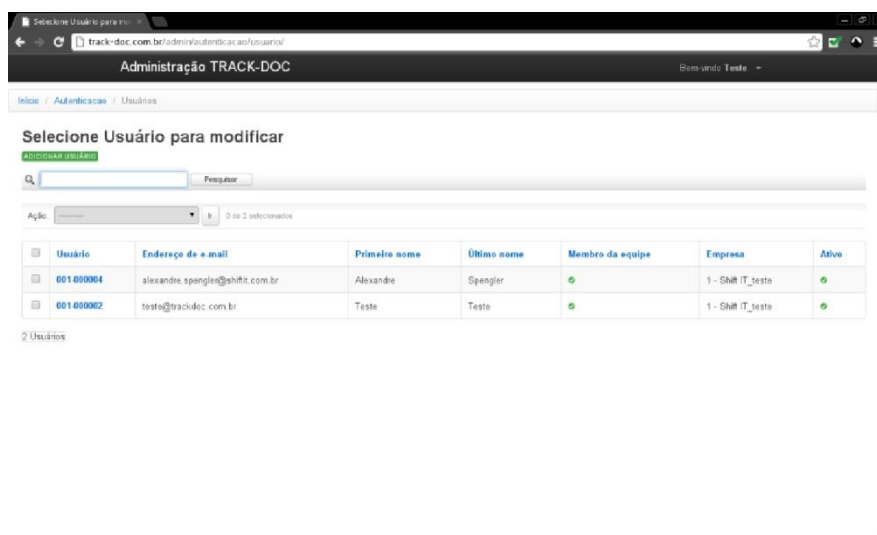 Selecione Usuário para mo
track-doc.com.br/admin/autenticacao/usuario/
Administração TRACK-DOC
Bem-vindo Teste
Início / Autenticacao / Usuários
Selecione Usuário para modificar
ADICIONAR USUÁRIO
Pesquisar
Ação: --------- Ir 0 de 2 selecionados
Usuário Endereço de e-mail Primeiro nome Último nome Membro da equipe Empresa Ativo
001-000004 alexandre.spengler@shiftit.com.br Alexandre Spengler 1 - Shift IT_teste
001-000002 teste@trackdoc.com.br Teste Teste 1 - Shift IT_teste
2 Usuários